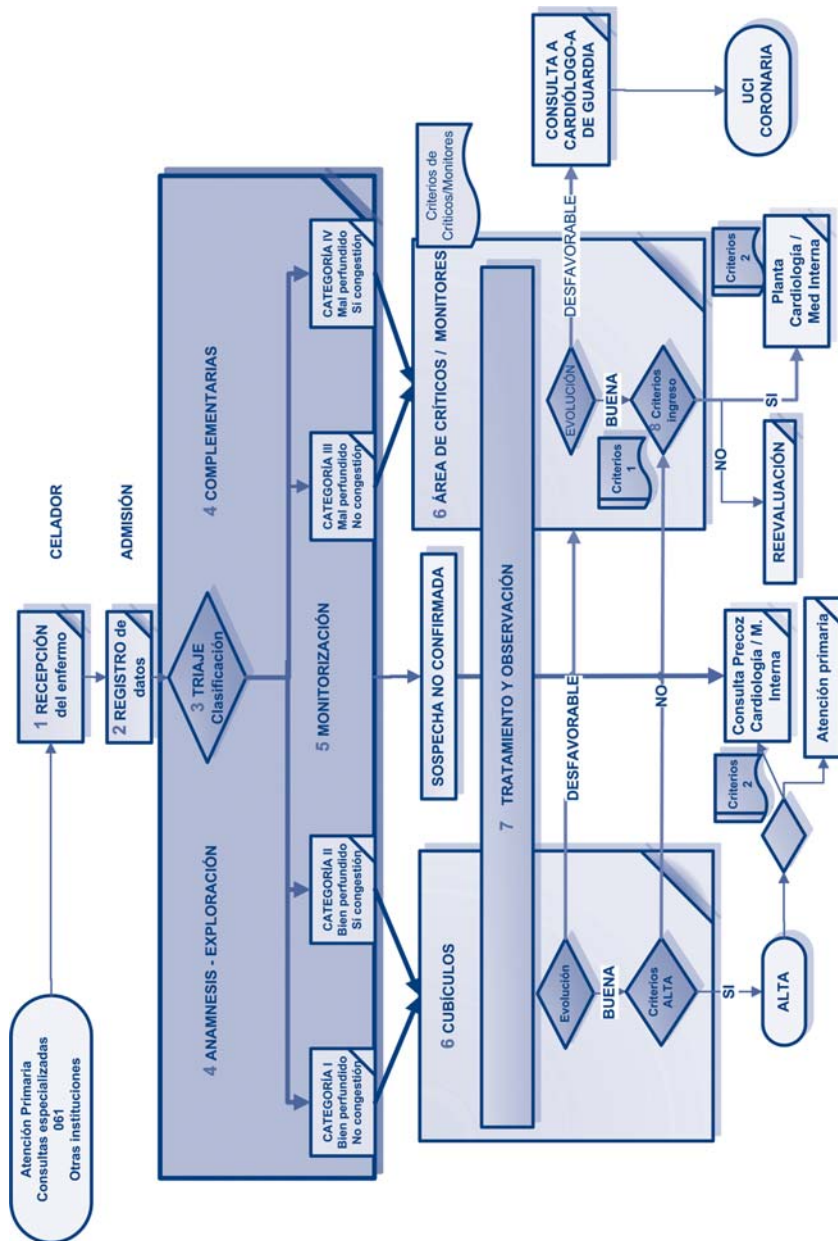 Atención Primaria
Consultas especializadas
061
Otras instituciones
1 RECEPCIÓN
del enfermo
CELADOR
2 REGISTRO de
datos
ADMISIÓN
3 TRIAJE
Clasificación
4 ANAMNESIS - EXPLORACIÓN
4 COMPLEMENTARIAS
5 MONITORIZACIÓN
CATEGORÍA I
Bien perfundido
No congestión
CATEGORÍA II
Bien perfundido
Sí congestión
CATEGORÍA III
Mal perfundido
No congestión
CATEGORÍA IV
Mal perfundido
Sí congestión
SOSPECHA NO CONFIRMADA
6 CUBÍCULOS
6 ÁREA DE CRÍTICOS / MONITORES
Criterios de
Críticos/Monitores
7 TRATAMIENTO Y OBSERVACIÓN
Evolución
DESFAVORABLE
BUENA
Criterios
ALTA
NO
SI
ALTA
EVOLUCIÓN
DESFAVORABLE
BUENA
Criterios
1
8 Criterios
ingreso
NO
SI
CONSULTA A
CARDIÓLOGO-A
DE GUARDIA
UCI
CORONARIA
Criterios
2
Consulta Precoz
Cardiología / M.
Interna
Atención primaria
REEVALUACIÓN
Criterios
2
Planta
Cardiología /
Med Interna